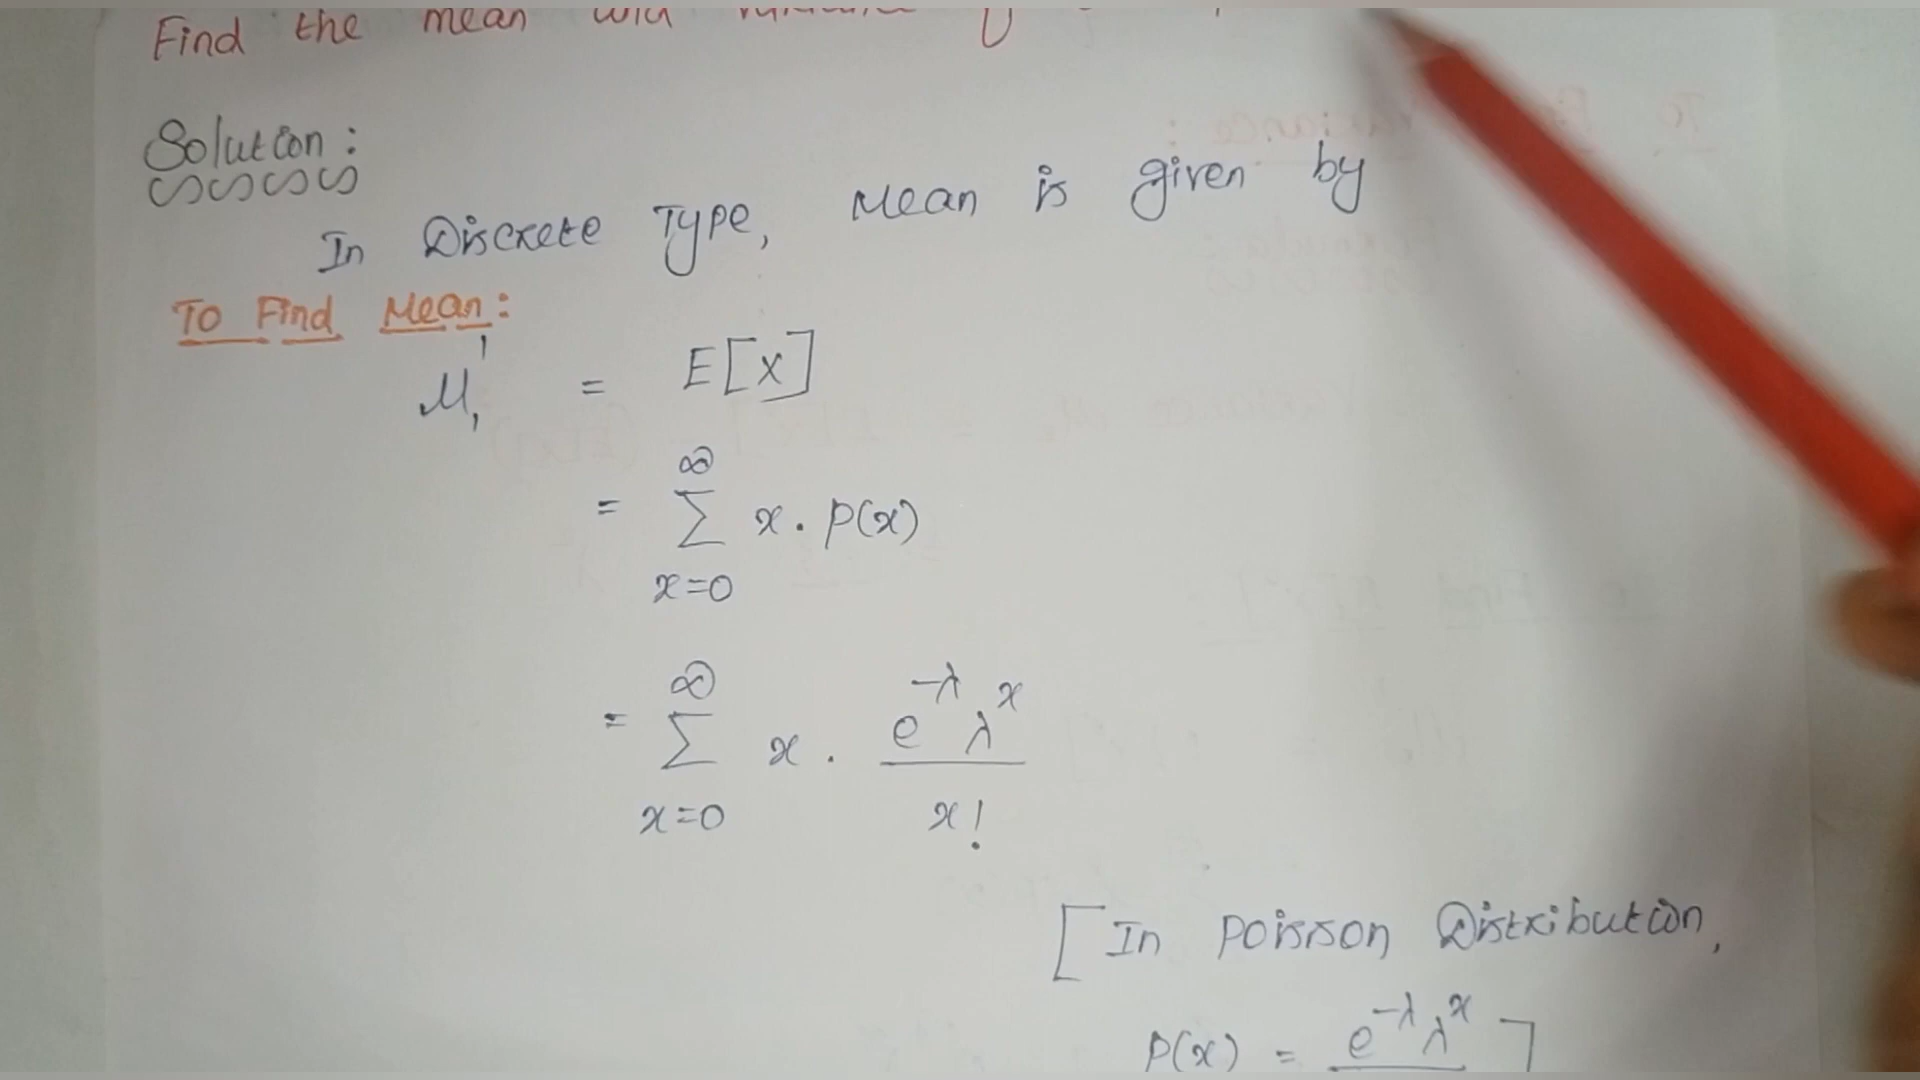 Find the mean and
Solution:
In Discrete Type, Mean is given by
To Find Mean:
μ₁' = E[X]
= ∑_{x=0}^{∞} x . P(x)
= ∑_{x=0}^{∞} x . e^{-λ} λ^x / x!
[In Poisson Distribution,
P(x) = e^{-λ} λ^x ]